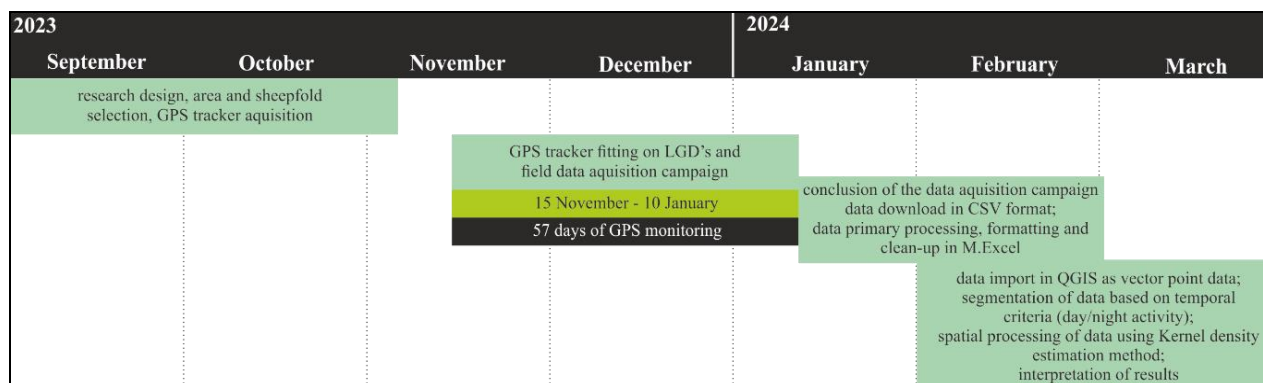 2023
2024
September October November December January February March
research design, area and sheepfold
selection, GPS tracker aquisition
GPS tracker fitting on LGD’s and
field data aquisition campaign
15 November - 10 January
57 days of GPS monitoring
conclusion of the data aquisition campaign
data download in CSV format;
data primary processing, formatting and
clean-up in M.Excel
data import in QGIS as vector point data;
segmentation of data based on temporal
criteria (day/night activity);
spatial processing of data using Kernel density
estimation method;
interpretation of results